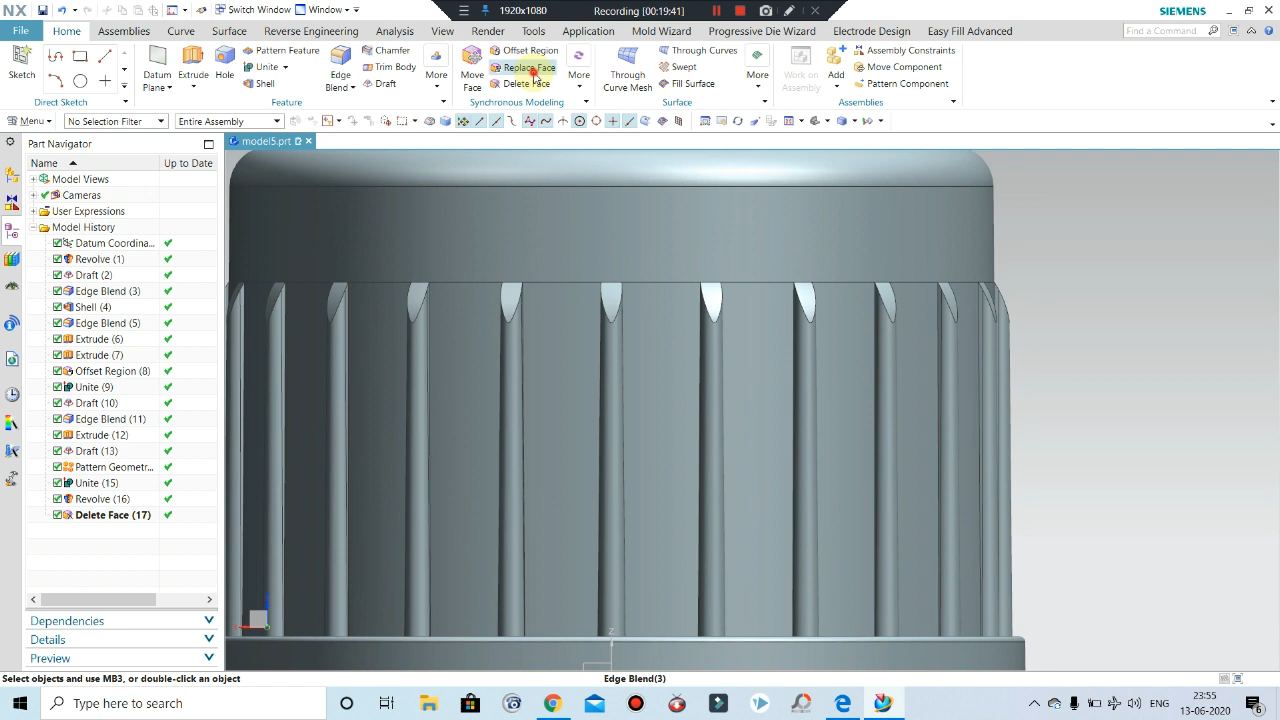 NX
Switch Window
Window
1920x1080
Recording [00:19:41]
SIEMENS
File
Home
Assemblies
Curve
Surface
Reverse Engineering
Analysis
View
Render
Tools
Application
Mold Wizard
Progressive Die Wizard
Electrode Design
Easy Fill Advanced
Find a Command
Sketch
Direct Sketch
Datum Plane
Extrude
Hole
Pattern Feature
Unite
Shell
Edge Blend
Chamfer
Trim Body
Draft
More
Feature
Move Face
Offset Region
Replace Face
Delete Face
More
Synchronous Modeling
Through Curve Mesh
Through Curves
Swept
Fill Surface
More
Surface
Work on Assembly
Add
Assembly Constraints
Move Component
Pattern Component
Assemblies
Menu
No Selection Filter
Entire Assembly
Part Navigator
model5.prt
Name
Up to Date
Model Views
Cameras
User Expressions
Model History
Datum Coordina...
Revolve (1)
Draft (2)
Edge Blend (3)
Shell (4)
Edge Blend (5)
Extrude (6)
Extrude (7)
Offset Region (8)
Unite (9)
Draft (10)
Edge Blend (11)
Extrude (12)
Draft (13)
Pattern Geometr...
Unite (15)
Revolve (16)
Delete Face (17)
Dependencies
Details
Preview
Z
Select objects and use MB3, or double-click an object
Edge Blend(3)
Type here to search
ENG
23:55
13-06-2020
6